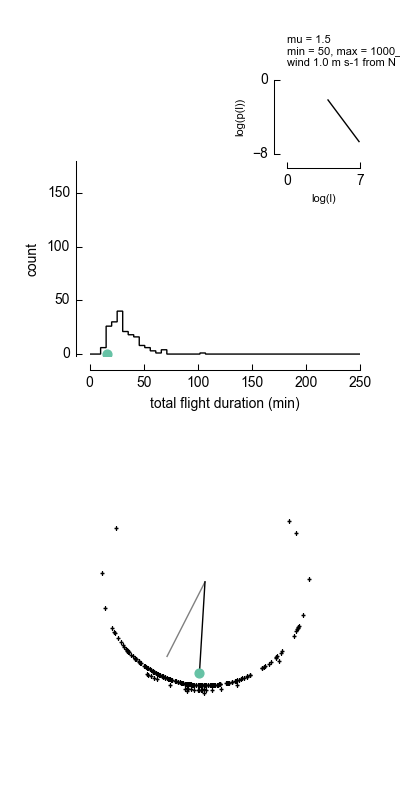 mu = 1.5
min = 50, max = 1000_
wind 1.0 m s-1 from N
0
log(p(l))
−8
0
7
log(l)
150
100
50
0
count
0
50
100
150
200
250
total flight duration (min)